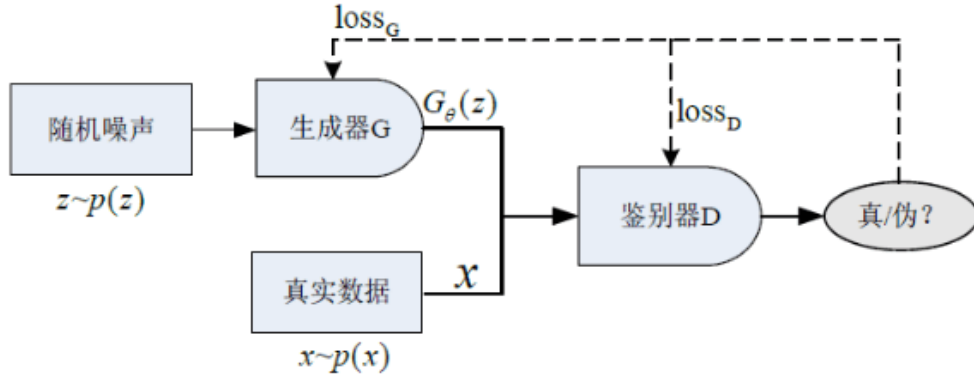 loss_G
随机噪声
生成器G
G_θ(z)
loss_D
z~p(z)
鉴别器D
真/伪?
真实数据
x
x~p(x)